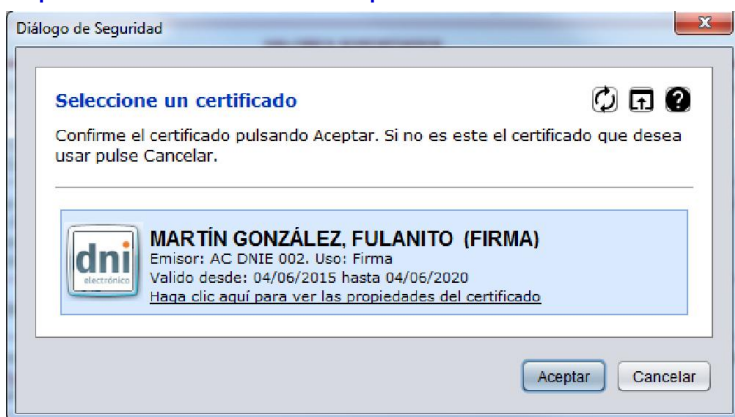 Diálogo de Seguridad
Seleccione un certificado
Confirme el certificado pulsando Aceptar. Si no es este el certificado que desea
usar pulse Cancelar.
dni
electrónico
MARTÍN GONZÁLEZ, FULANITO (FIRMA)
Emisor: AC DNIE 002. Uso: Firma
Valido desde: 04/06/2015 hasta 04/06/2020
Haga clic aquí para ver las propiedades del certificado
Aceptar
Cancelar